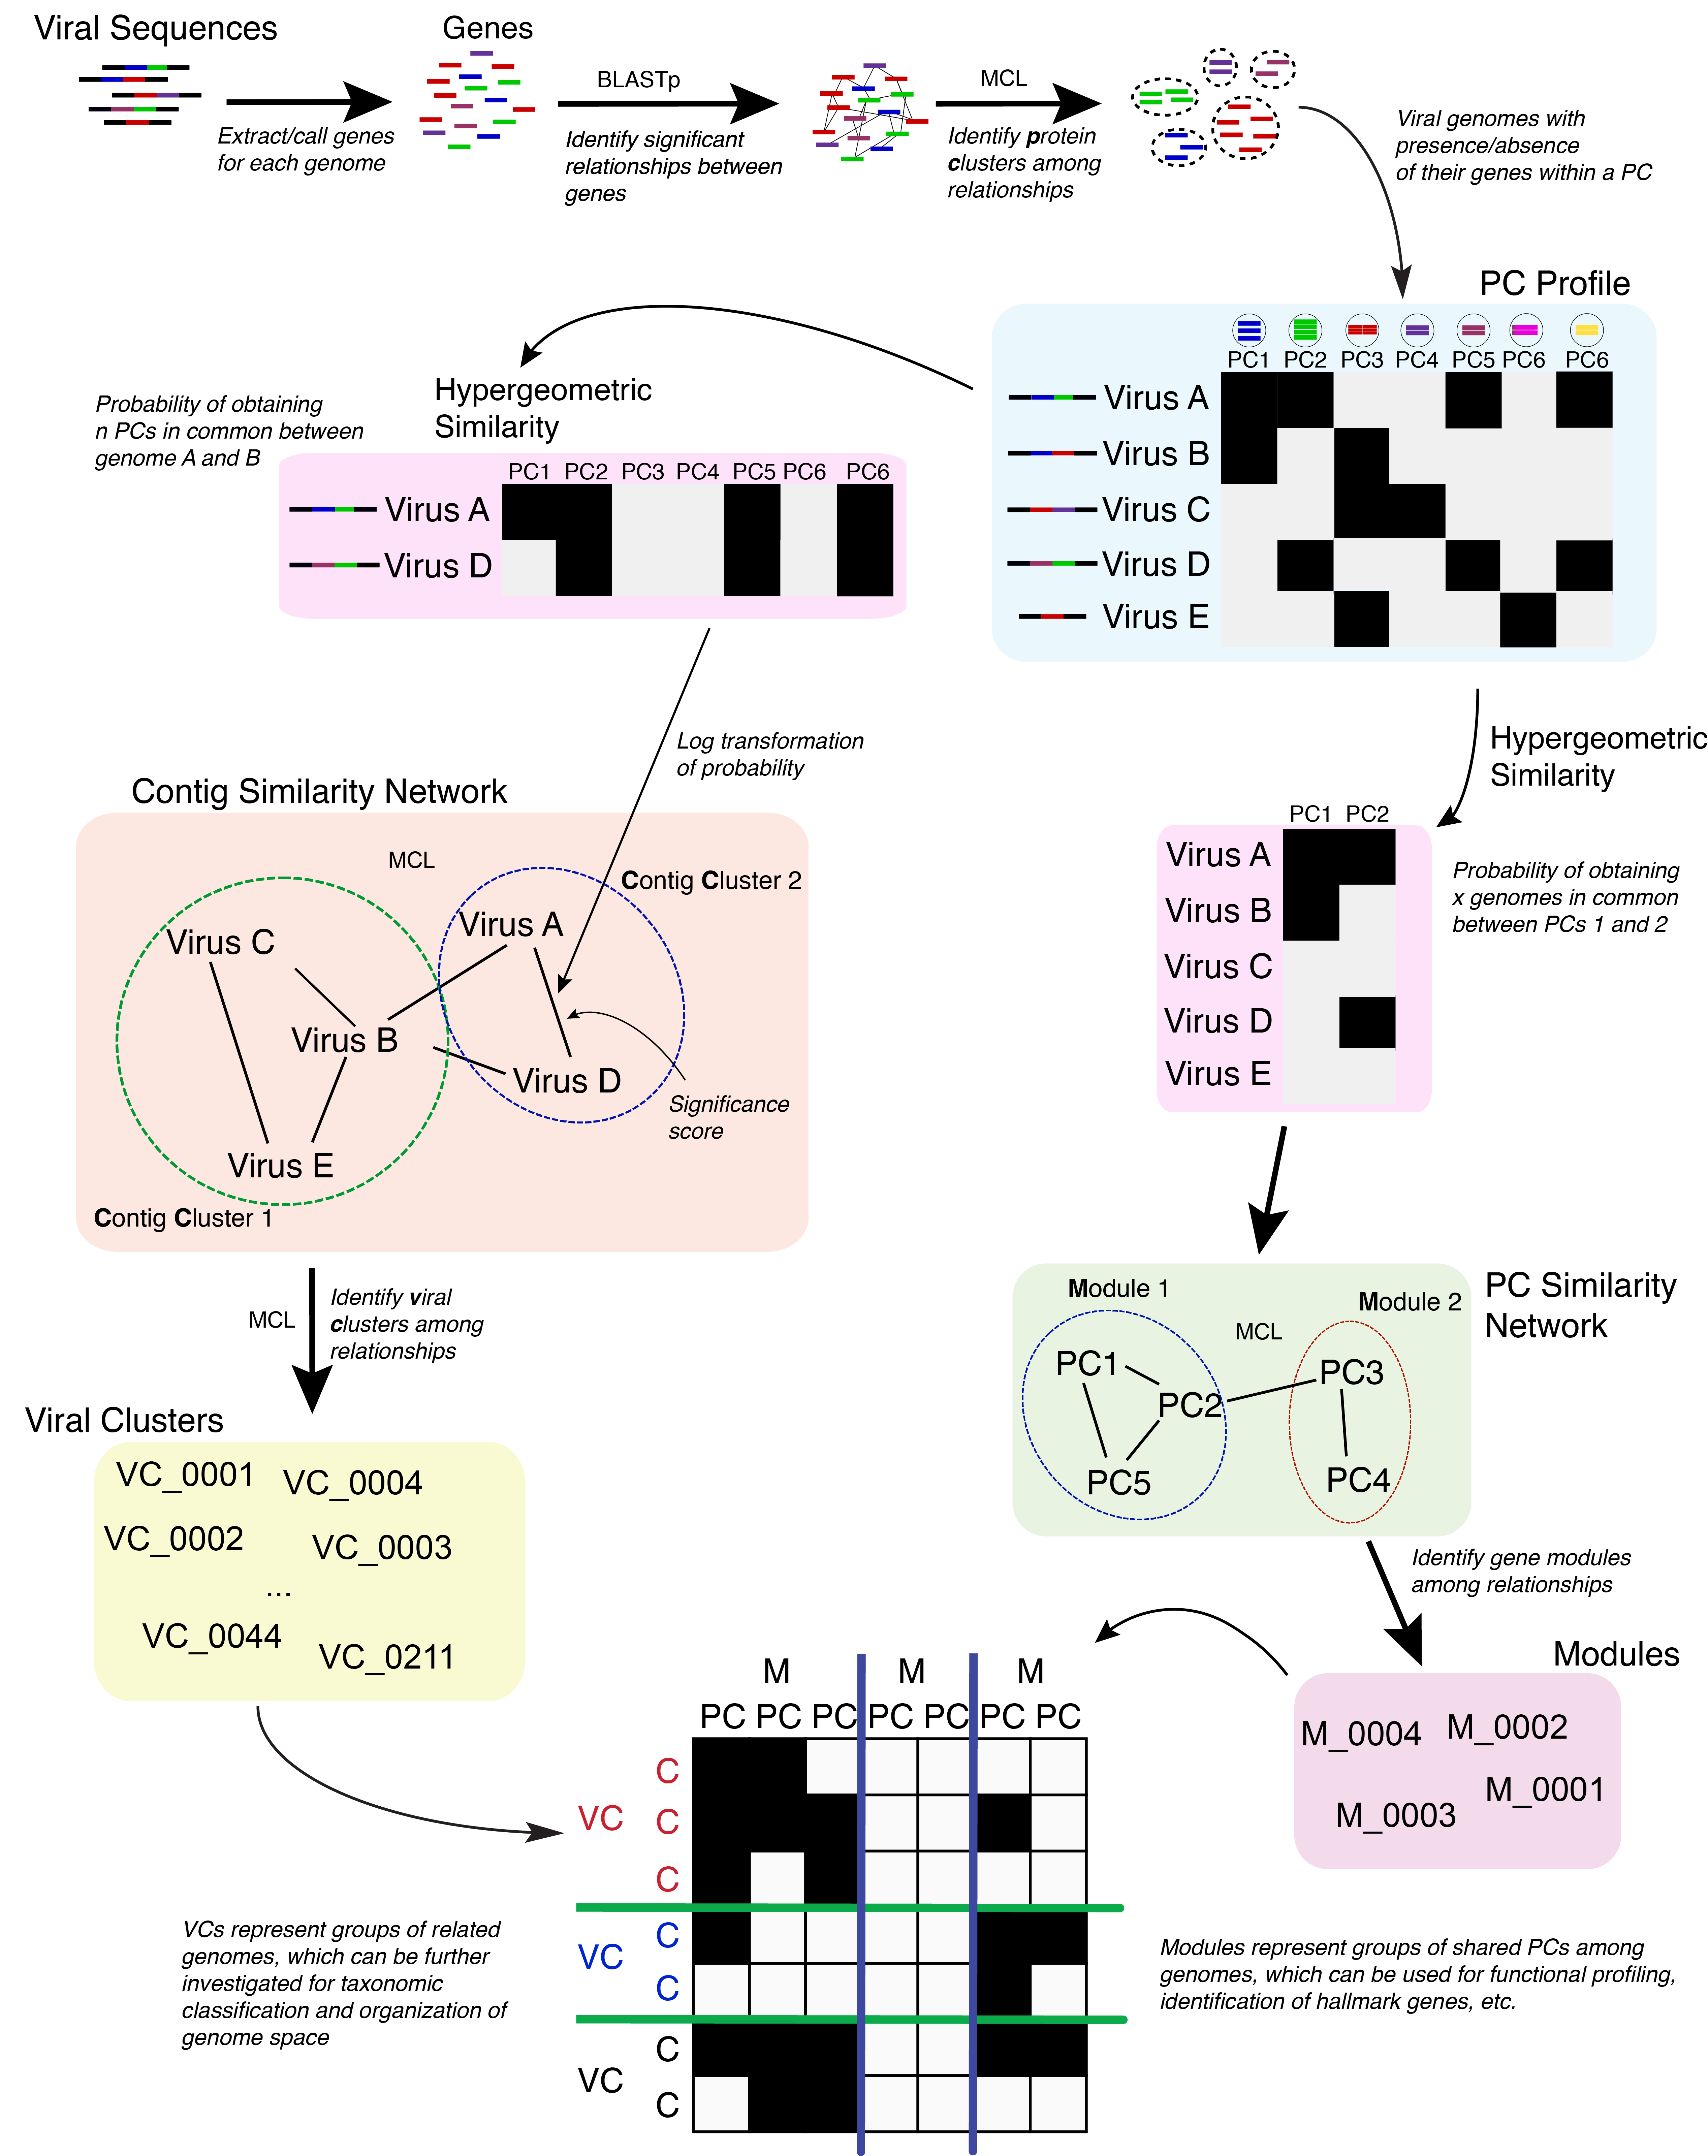 Viral Sequences
Genes
BLASTp
MCL
Extract/call genes
for each genome
Identify significant
relationships between
genes
Identify protein
clusters among
relationships
Viral genomes with
presence/absence
of their genes within a PC
PC Profile
PC1 PC2 PC3 PC4 PC5 PC6 PC6
Virus A
Virus B
Virus C
Virus D
Virus E
Hypergeometric
Similarity
Probability of obtaining
n PCs in common between
genome A and B
PC1 PC2 PC3 PC4 PC5 PC6 PC6
Virus A
Virus D
Log transformation
of probability
Contig Similarity Network
MCL
Contig Cluster 2
Virus A
Virus C
Virus B
Virus D
Virus E
Significance
score
Contig Cluster 1
Hypergeometric
Similarity
PC1 PC2
Virus A
Virus B
Virus C
Virus D
Virus E
Probability of obtaining
x genomes in common
between PCs 1 and 2
PC Similarity
Network
Module 1
Module 2
MCL
PC1
PC2
PC3
PC5
PC4
MCL
Identify viral
clusters among
relationships
Viral Clusters
VC_0001
VC_0004
VC_0002
VC_0003
...
VC_0044
VC_0211
Identify gene modules
among relationships
Modules
M_0004
M_0002
M_0001
M_0003
M M M
PC PC PC PC PC PC PC
C
VC C
C
C
VC
C
C
VC
C
VCs represent groups of related
genomes, which can be further
investigated for taxonomic
classification and organization of
genome space
Modules represent groups of shared PCs among
genomes, which can be used for functional profiling,
identification of hallmark genes, etc.